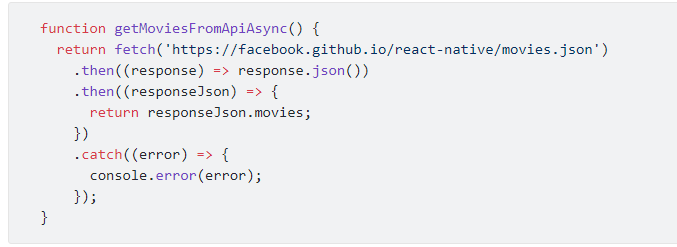 function getMoviesFromApiAsync() {
  return fetch('https://facebook.github.io/react-native/movies.json')
    .then((response) => response.json())
    .then((responseJson) => {
      return responseJson.movies;
    })
    .catch((error) => {
      console.error(error);
    });
}